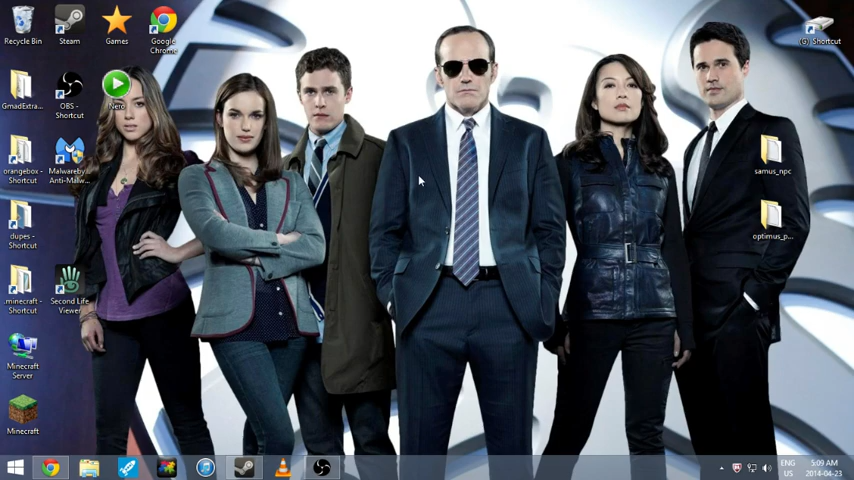 Recycle Bin
Steam
Games
Google
Chrome
GmadExtra...
OBS -
Shortcut
Nero
orangebox -
Shortcut
Malwareby...
Anti-Malw...
dupes -
Shortcut
.minecraft -
Shortcut
Second Life
Viewer
Minecraft
Server
Minecraft
(G) Shortcut
samus_npc
optimus_p...
ENG
US
5:09 AM
2014-04-23